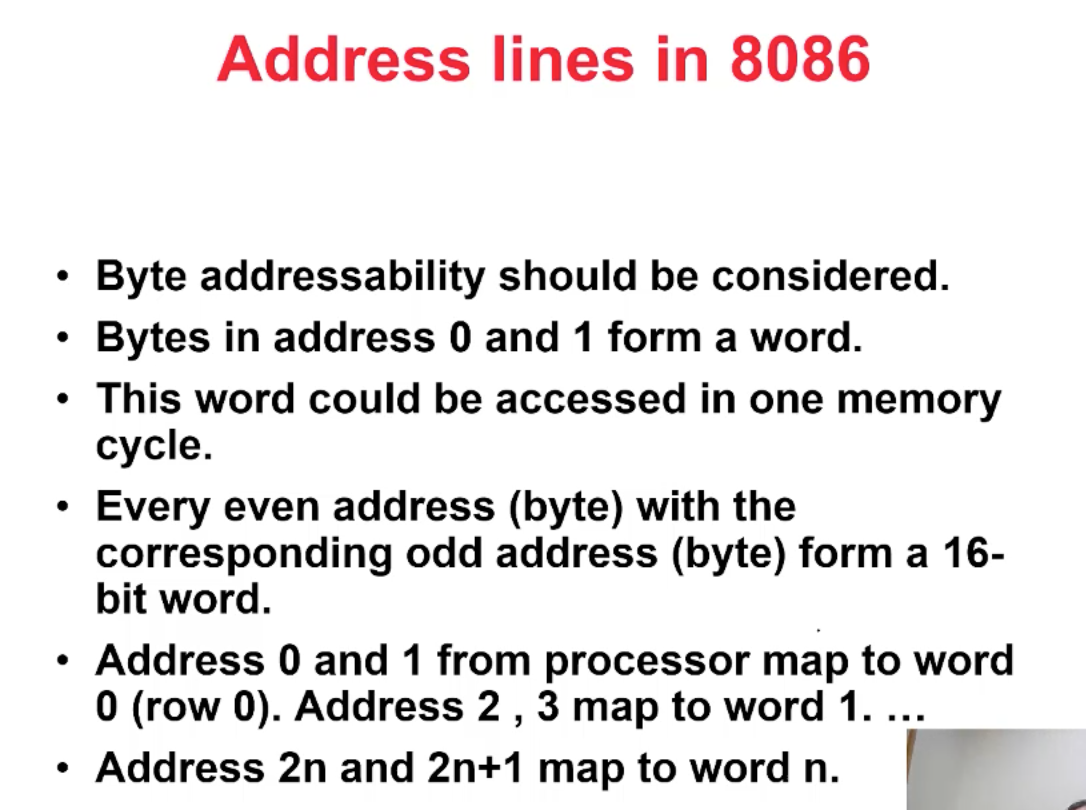 Address lines in 8086
• Byte addressability should be considered.
• Bytes in address 0 and 1 form a word.
• This word could be accessed in one memory
cycle.
• Every even address (byte) with the
corresponding odd address (byte) form a 16-
bit word.
• Address 0 and 1 from processor map to word
0 (row 0). Address 2 , 3 map to word 1. …
• Address 2n and 2n+1 map to word n.